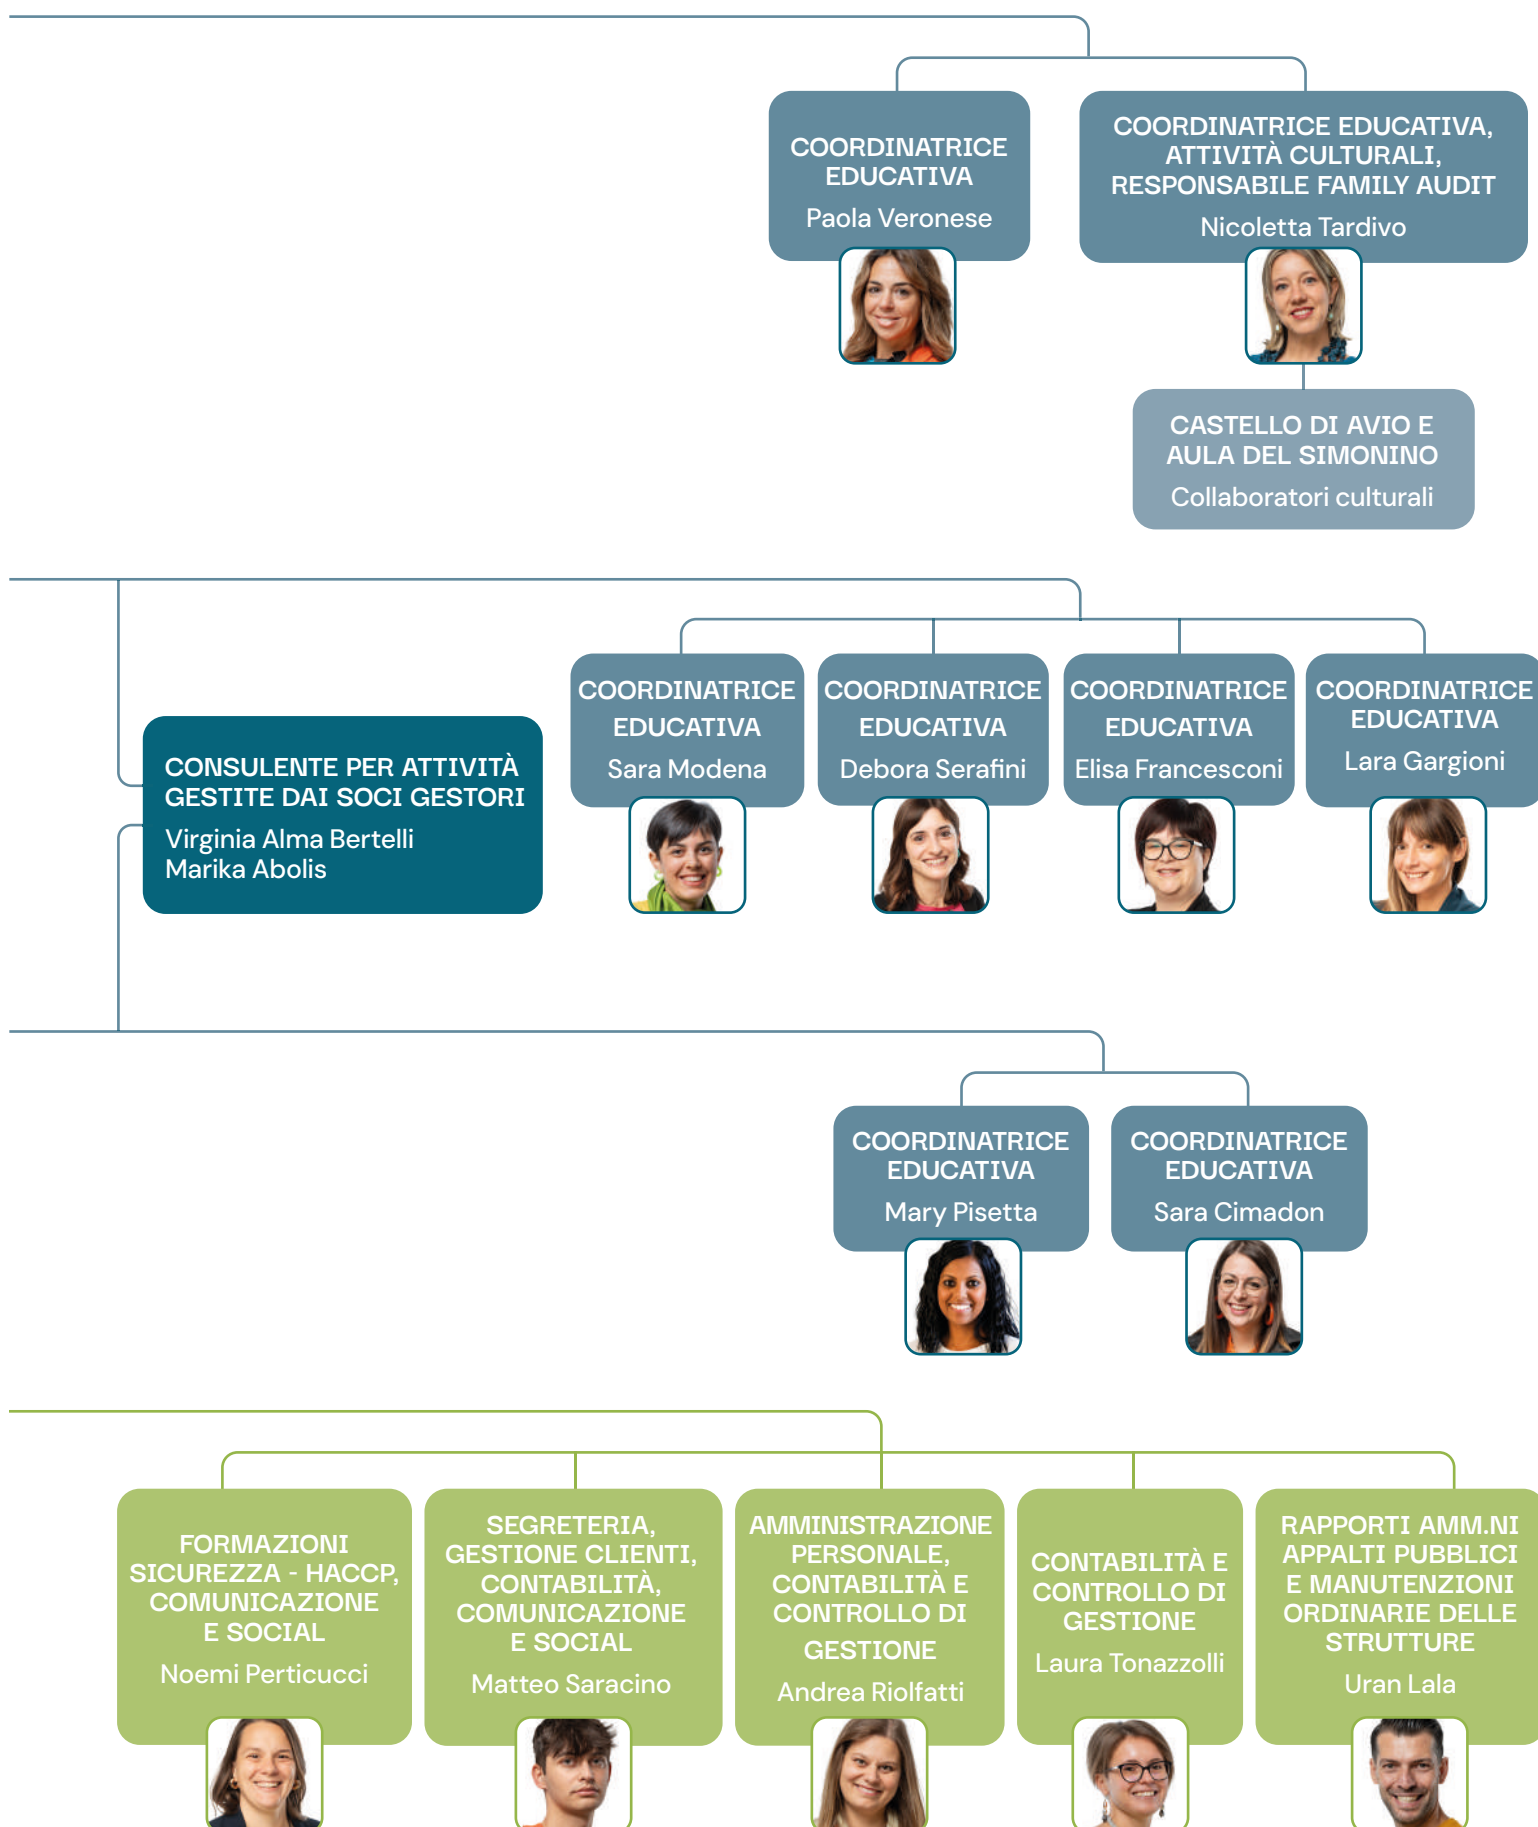 COORDINATRICE
EDUCATIVA
Paola Veronese
COORDINATRICE EDUCATIVA,
ATTIVITÀ CULTURALI,
RESPONSABILE FAMILY AUDIT
Nicoletta Tardivo
CASTELLO DI AVIO E
AULA DEL SIMONINO
Collaboratori culturali
CONSULENTE PER ATTIVITÀ
GESTITE DAI SOCI GESTORI
Virginia Alma Bertelli
Marika Abolis
COORDINATRICE
EDUCATIVA
Sara Modena
COORDINATRICE
EDUCATIVA
Debora Serafini
COORDINATRICE
EDUCATIVA
Elisa Francesconi
COORDINATRICE
EDUCATIVA
Lara Gargioni
COORDINATRICE
EDUCATIVA
Mary Pisetta
COORDINATRICE
EDUCATIVA
Sara Cimadon
FORMAZIONI
SICUREZZA - HACCP,
COMUNICAZIONE
E SOCIAL
Noemi Perticucci
SEGRETERIA,
GESTIONE CLIENTI,
CONTABILITÀ,
COMUNICAZIONE
E SOCIAL
Matteo Saracino
AMMINISTRAZIONE
PERSONALE,
CONTABILITÀ E
CONTROLLO DI
GESTIONE
Andrea Riolfatti
CONTABILITÀ E
CONTROLLO DI
GESTIONE
Laura Tonazzolli
RAPPORTI AMM.NI
APPALTI PUBBLICI
E MANUTENZIONI
ORDINARIE DELLE
STRUTTURE
Uran Lala